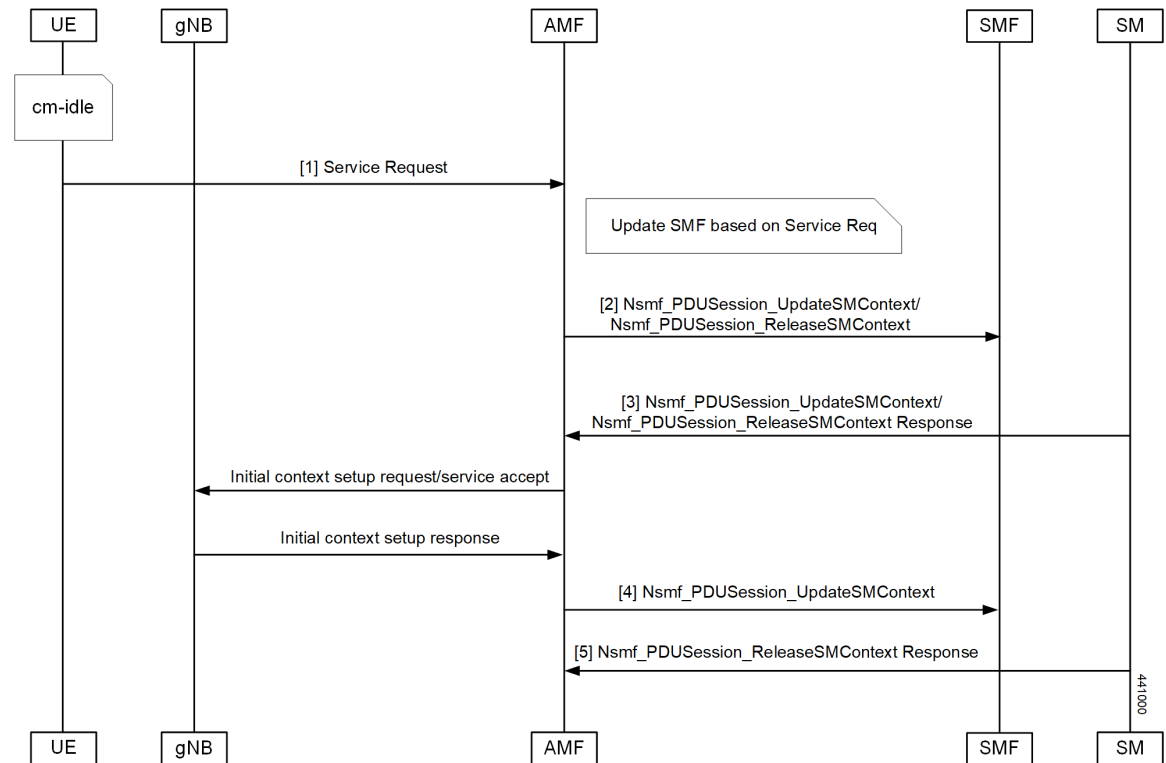 UE gNB AMF SMF SM
cm-idle
[1] Service Request
Update SMF based on Service Req
[2] Nsmf_PDUSession_UpdateSMContext/
Nsmf_PDUSession_ReleaseSMContext
[3] Nsmf_PDUSession_UpdateSMContext/
Nsmf_PDUSession_ReleaseSMContext Response
Initial context setup request/service accept
Initial context setup response
[4] Nsmf_PDUSession_UpdateSMContext
[5] Nsmf_PDUSession_ReleaseSMContext Response
441000
UE gNB AMF SMF SM